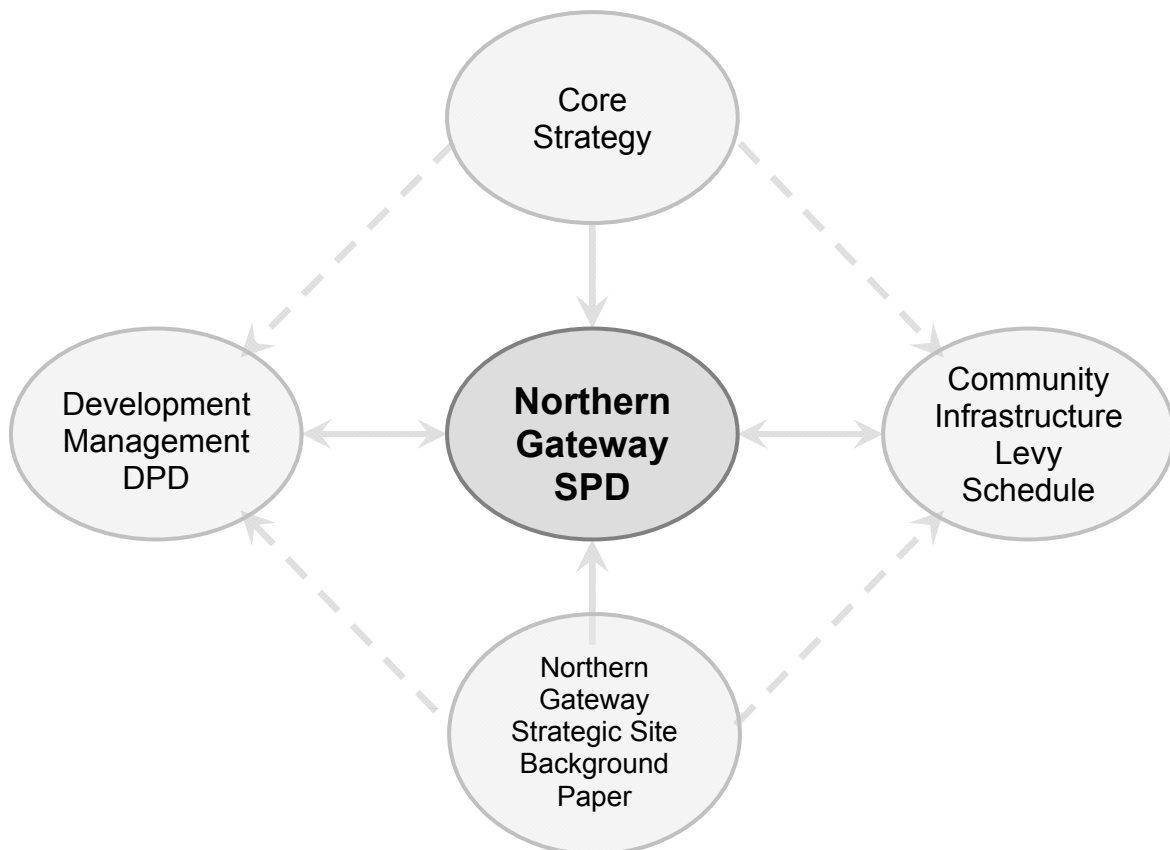 Core
Strategy
Development
Management
DPD
Northern
Gateway
SPD
Community
Infrastructure
Levy
Schedule
Northern
Gateway
Strategic Site
Background
Paper